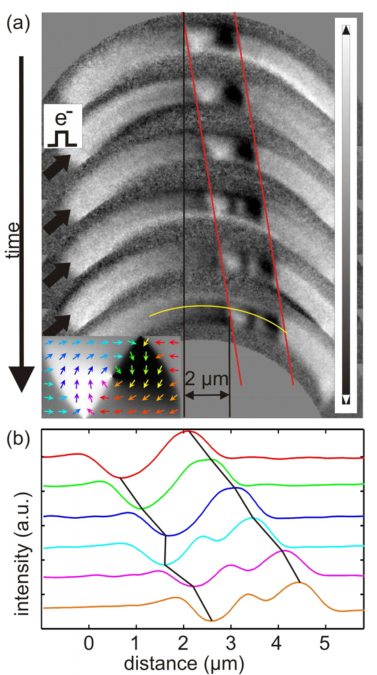 (a)
e-
time
2 μm
(b)
intensity (a.u.)
0 1 2 3 4 5
distance (μm)